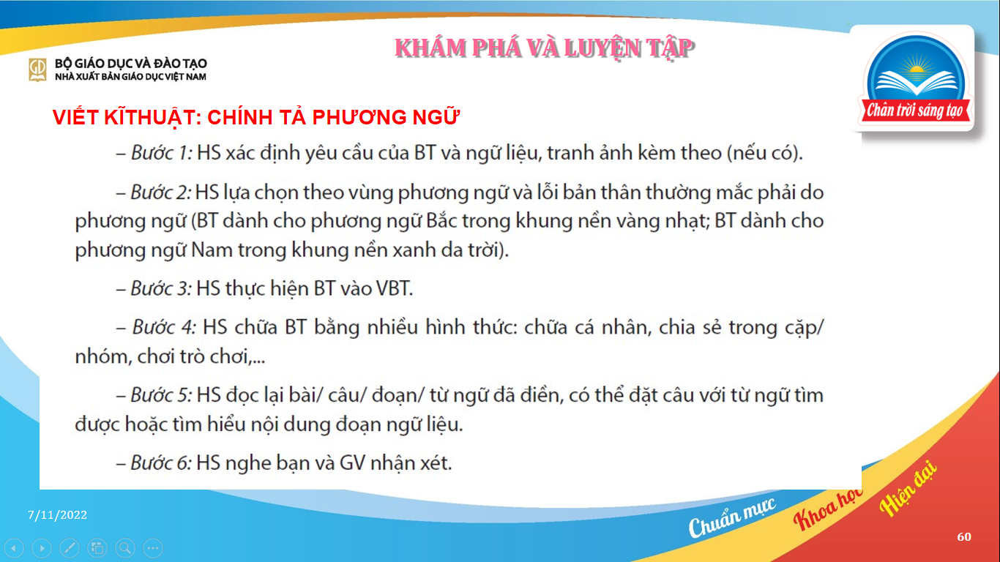 KHÁM PHÁ VÀ LUYỆN TẬP
BỘ GIÁO DỤC VÀ ĐÀO TẠO
NHÀ XUẤT BẢN GIÁO DỤC VIỆT NAM
Chân trời sáng tạo
VIẾT KĨTHUẬT: CHÍNH TẢ PHƯƠNG NGỮ
– Bước 1: HS xác định yêu cầu của BT và ngữ liệu, tranh ảnh kèm theo (nếu có).
– Bước 2: HS lựa chọn theo vùng phương ngữ và lỗi bản thân thường mắc phải do
phương ngữ (BT dành cho phương ngữ Bắc trong khung nền vàng nhạt; BT dành cho
phương ngữ Nam trong khung nền xanh da trời).
– Bước 3: HS thực hiện BT vào VBT.
– Bước 4: HS chữa BT bằng nhiều hình thức: chữa cá nhân, chia sẻ trong cặp/
nhóm, chơi trò chơi,...
– Bước 5: HS đọc lại bài/ câu/ đoạn/ từ ngữ đã điền, có thể đặt câu với từ ngữ tìm
được hoặc tìm hiểu nội dung đoạn ngữ liệu.
– Bước 6: HS nghe bạn và GV nhận xét.
7/11/2022
Chuẩn mực
Khoa học
Hiện đại
60